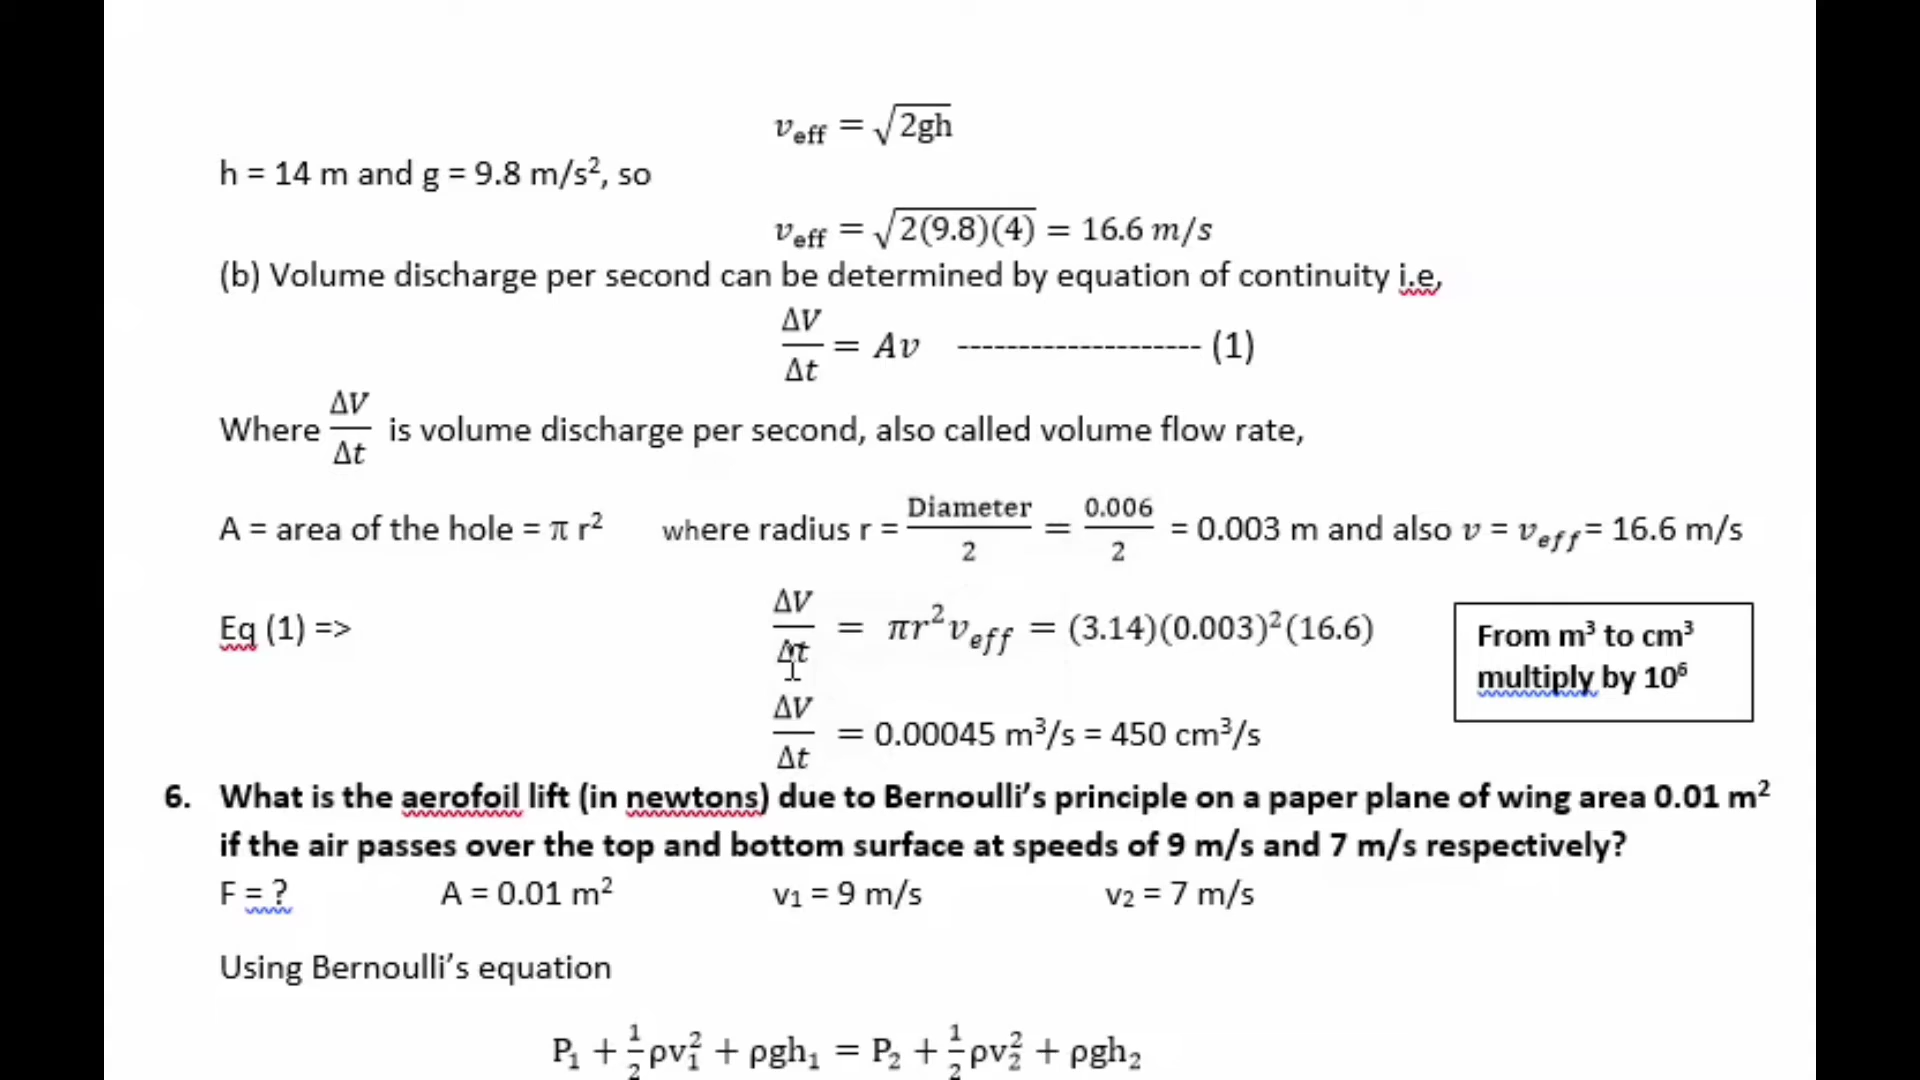 v_eff = √2gh
h = 14 m and g = 9.8 m/s², so
v_eff = √2(9.8)(4) = 16.6 m/s
(b) Volume discharge per second can be determined by equation of continuity i.e,
ΔV/Δt = Av -------------------- (1)
Where ΔV/Δt is volume discharge per second, also called volume flow rate,
A = area of the hole = π r² where radius r = Diameter/2 = 0.006/2 = 0.003 m and also v = v_eff = 16.6 m/s
Eq (1) => ΔV/Δt = πr²v_eff = (3.14)(0.003)²(16.6)
From m³ to cm³
multiply by 10⁶
ΔV/Δt = 0.00045 m³/s = 450 cm³/s
6. What is the aerofoil lift (in newtons) due to Bernoulli’s principle on a paper plane of wing area 0.01 m²
if the air passes over the top and bottom surface at speeds of 9 m/s and 7 m/s respectively?
F = ? A = 0.01 m² v₁ = 9 m/s v₂ = 7 m/s
Using Bernoulli’s equation
P₁ + ½ρv₁² + ρgh₁ = P₂ + ½ρv₂² + ρgh₂